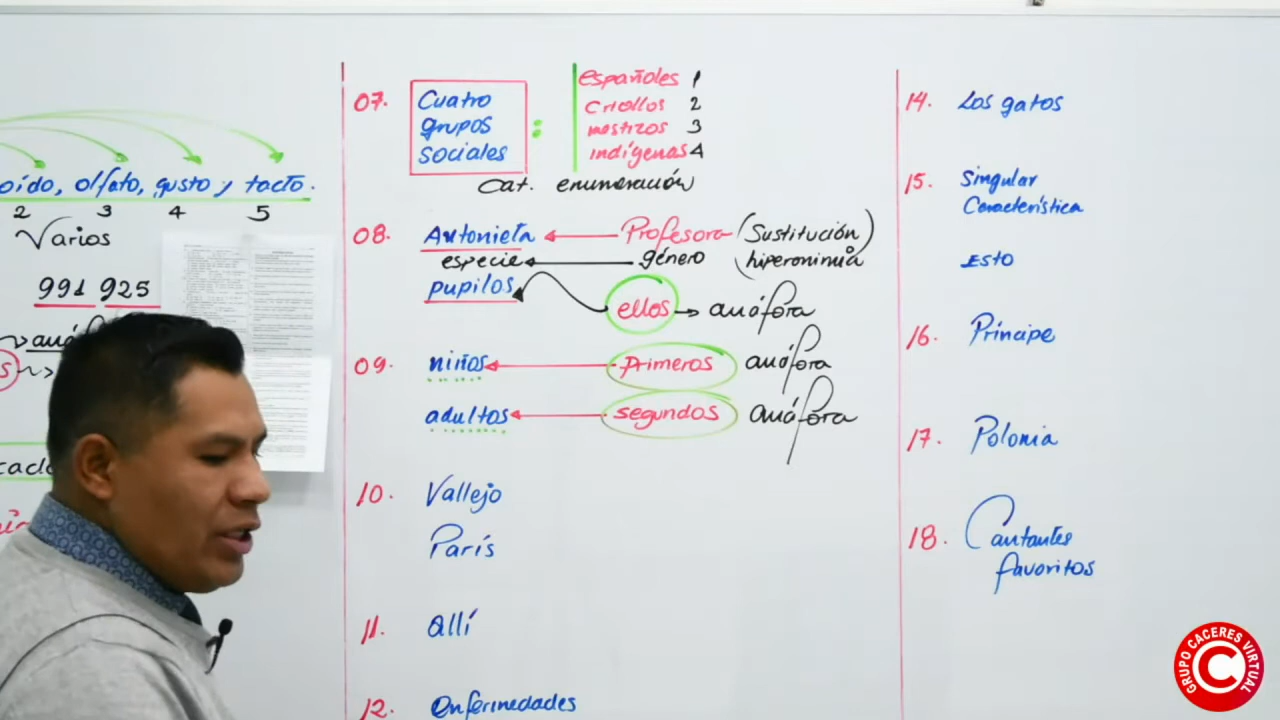 oído, olfato, gusto y tacto.
2 3 4 5
Varios
991 925
07. Cuatro
grupos
sociales
:
españoles 1
Criollos 2
mestizos 3
indígenas 4
Cat. enumeración
08. Antonieta Profesora (Sustitución)
especie género (hiperonimia)
pupilos ellos → anáfora
09. niños primeros anáfora
adultos segundos anáfora
10. Vallejo
París
11. allí
12. enfermedades
14. Los gatos
15. Singular
Característica
Esto
16. Príncipe
17. Polonia
18. Cantantes
favoritos
GRUPO CACERES VIRTUAL
C